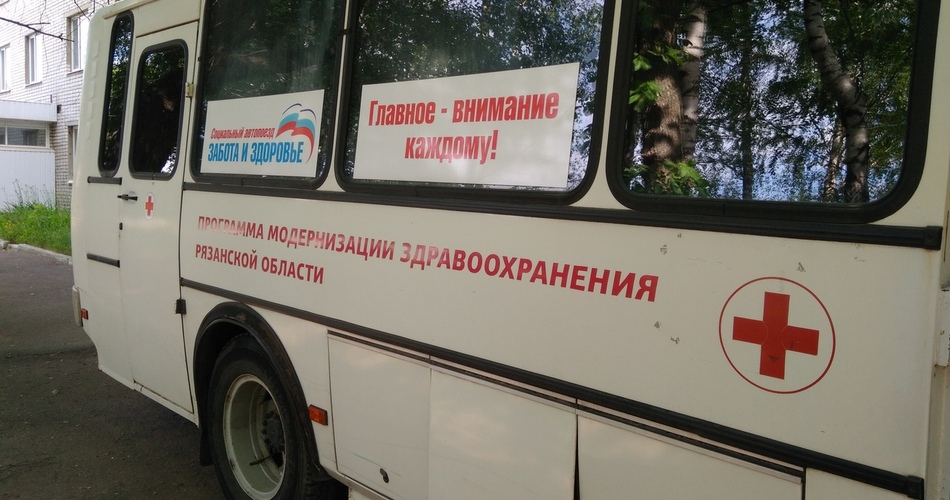 Социальный автопоезд
ЗАБОТА И ЗДОРОВЬЕ
Главное - внимание
каждому!
ПРОГРАММА МОДЕРНИЗАЦИИ ЗДРАВООХРАНЕНИЯ
РЯЗАНСКОЙ ОБЛАСТИ